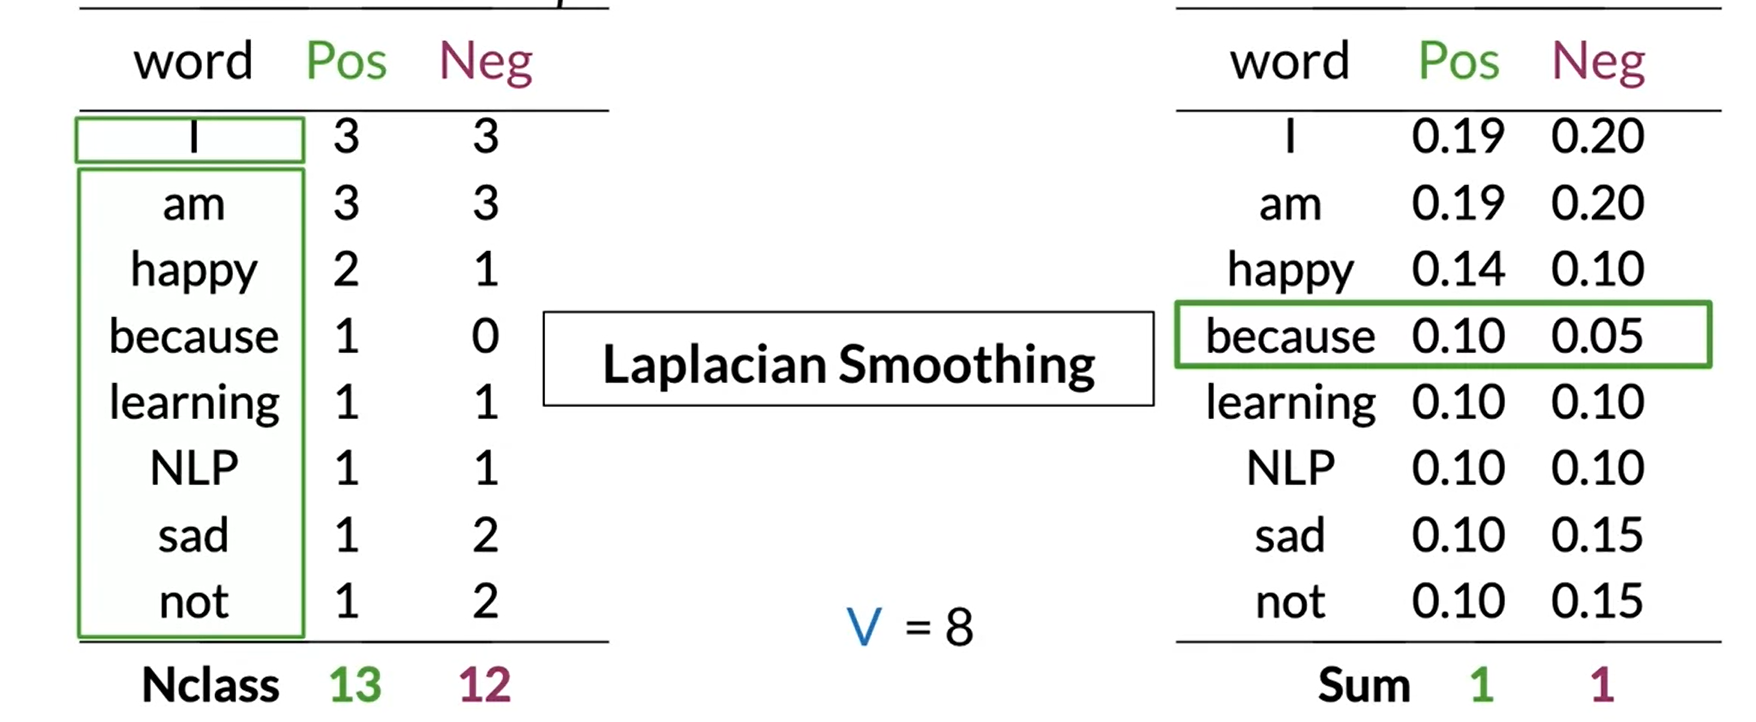 word Pos Neg
I 3 3
am 3 3
happy 2 1
because 1 0
learning 1 1
NLP 1 1
sad 1 2
not 1 2
Nclass 13 12
Laplacian Smoothing
V = 8
word Pos Neg
I 0.19 0.20
am 0.19 0.20
happy 0.14 0.10
because 0.10 0.05
learning 0.10 0.10
NLP 0.10 0.10
sad 0.10 0.15
not 0.10 0.15
Sum 1 1